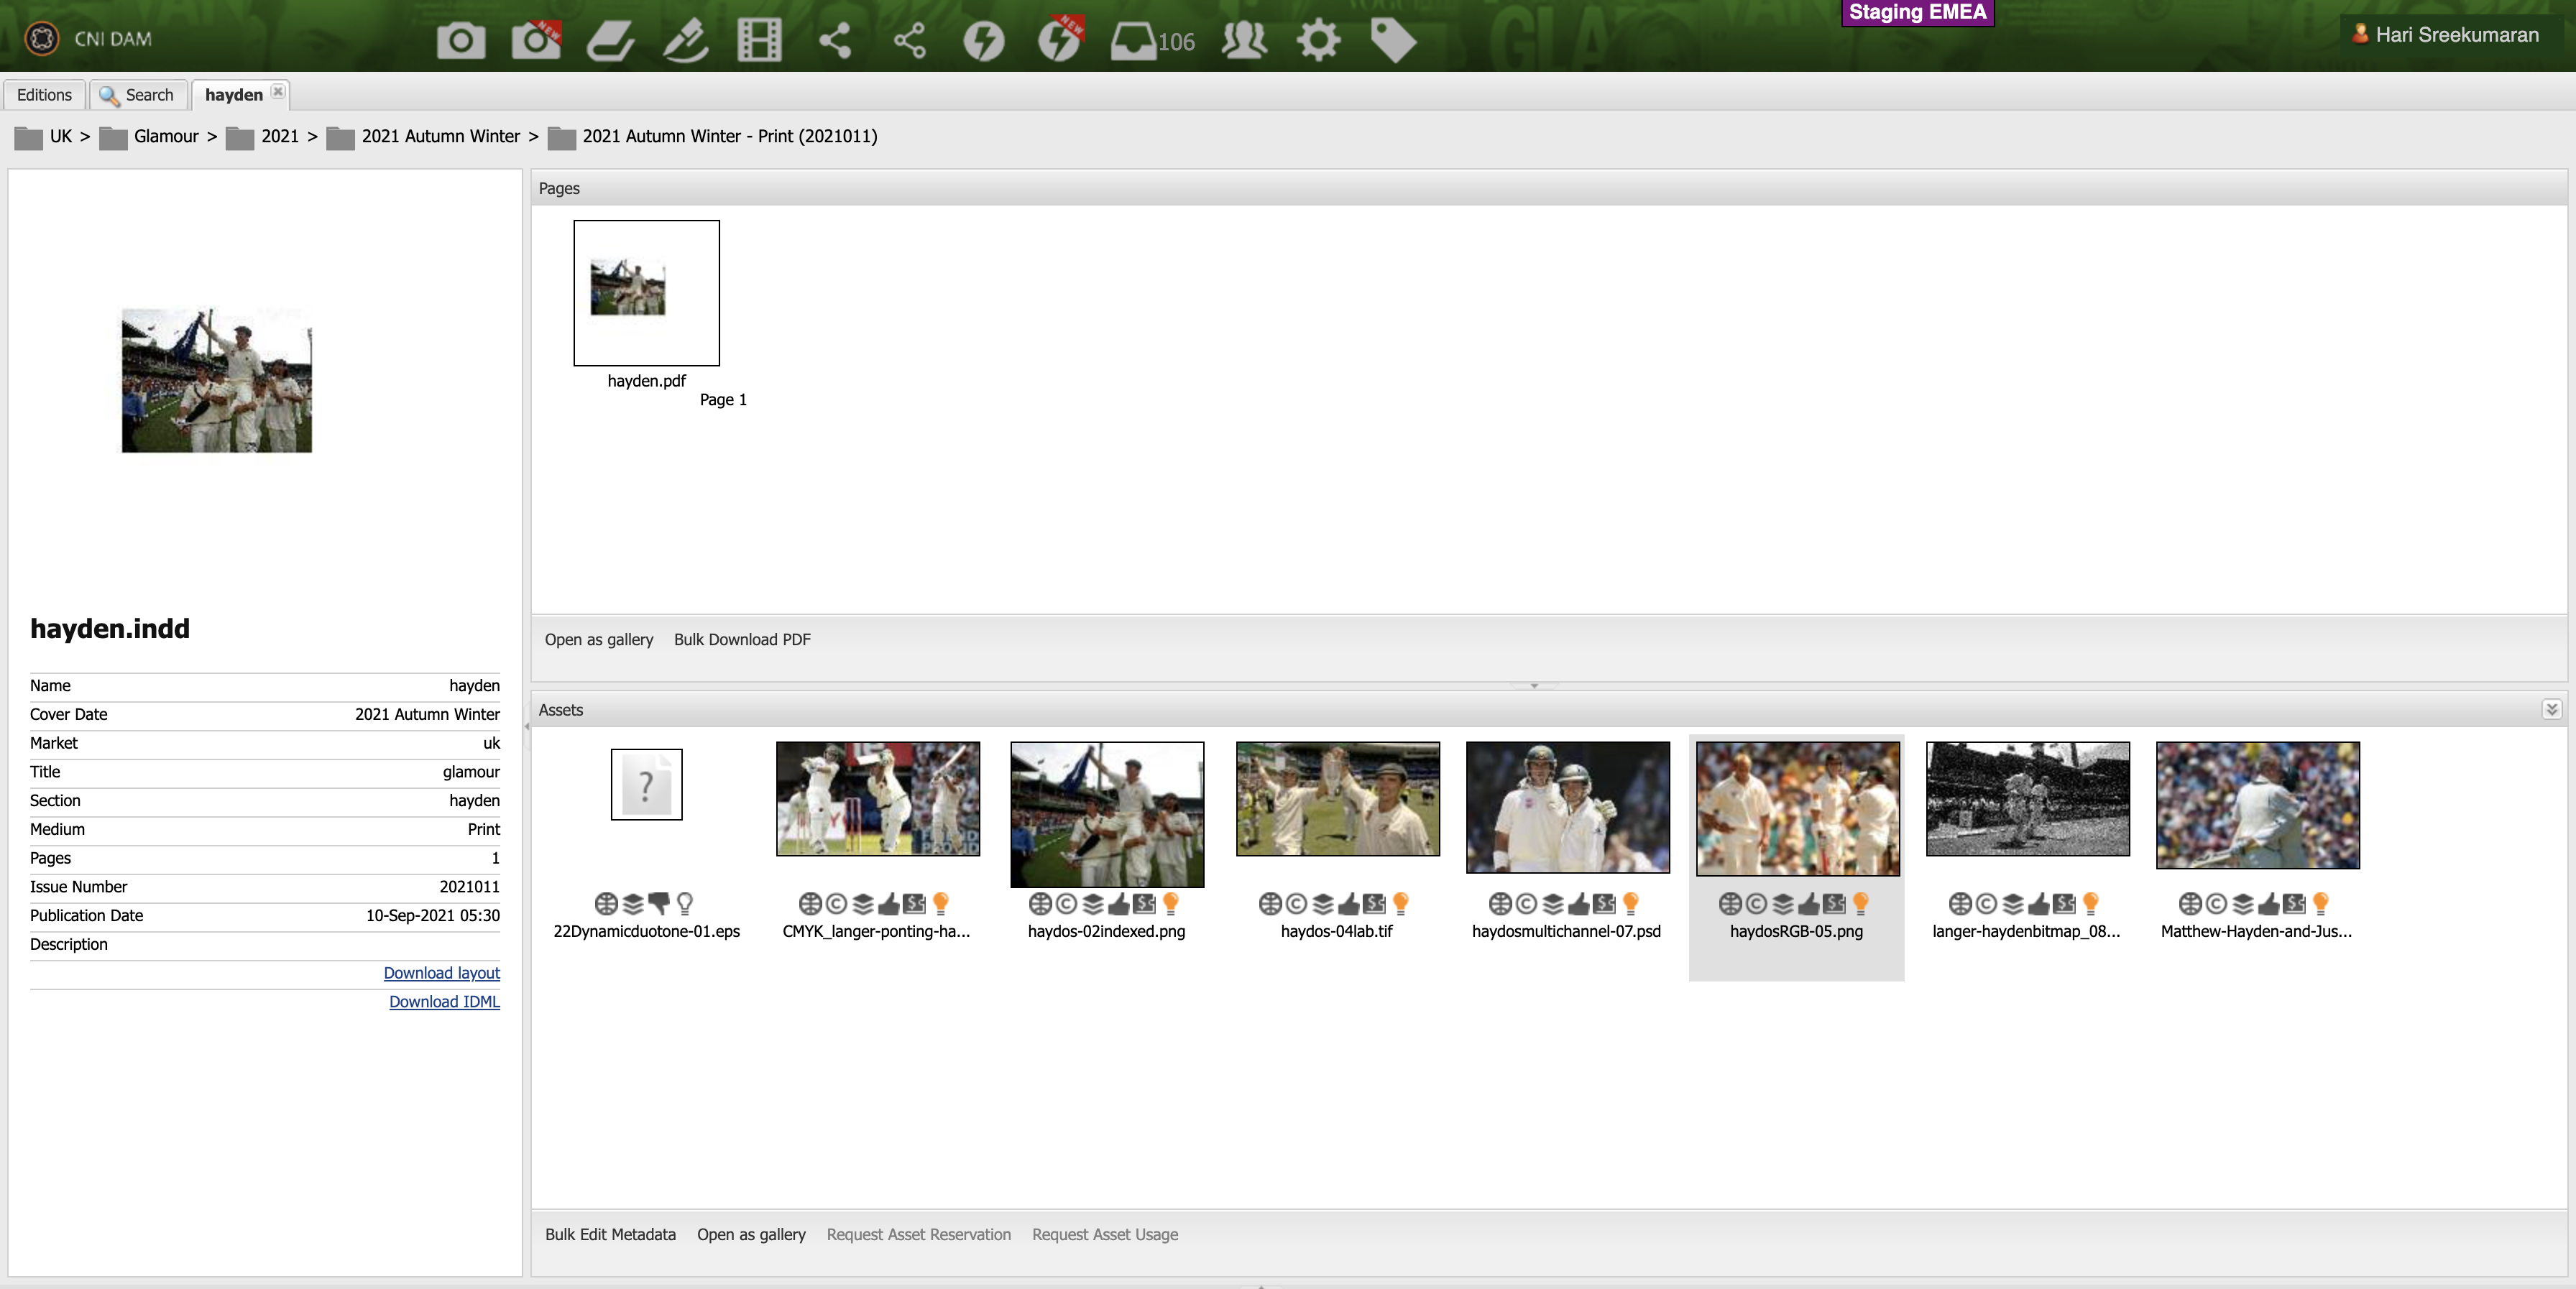 CNI DAM
NEW
NEW
106
Staging EMEA
Hari Sreekumaran
Editions
Search
hayden
UK >
Glamour >
2021 >
2021 Autumn Winter >
2021 Autumn Winter - Print (2021011)
hayden.indd
Name hayden
Cover Date 2021 Autumn Winter
Market uk
Title glamour
Section hayden
Medium Print
Pages 1
Issue Number 2021011
Publication Date 10-Sep-2021 05:30
Description
Download layout
Download IDML
Pages
hayden.pdf
Page 1
Open as gallery Bulk Download PDF
Assets
22Dynamicduotone-01.eps
CMYK_langer-ponting-ha...
haydos-02indexed.png
haydos-04lab.tif
haydosmultichannel-07.psd
haydosRGB-05.png
langer-haydenbitmap_08...
Matthew-Hayden-and-Jus...
Bulk Edit Metadata Open as gallery Request Asset Reservation Request Asset Usage